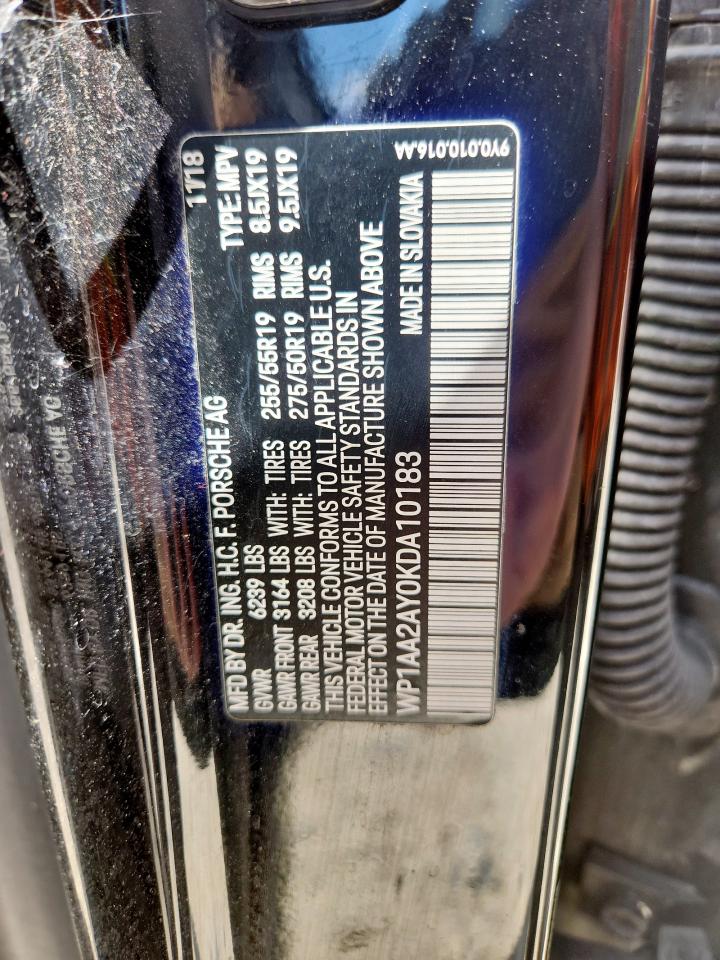 MFD BY DR. ING. H.C. F. PORSCHE AG 11/18
GVWR 6239 LBS TYPE: MPV
GAWR FRONT 3164 LBS WITH: TIRES 255/55R19 RIMS 8.5JX19
GAWR REAR 3208 LBS WITH: TIRES 275/50R19 RIMS 9.5JX19
THIS VEHICLE CONFORMS TO ALL APPLICABLE U.S.
FEDERAL MOTOR VEHICLE SAFETY STANDARDS IN
EFFECT ON THE DATE OF MANUFACTURE SHOWN ABOVE
WP1AA2AY0KDA10183 MADE IN SLOVAKIA
9Y0.010.016.AA